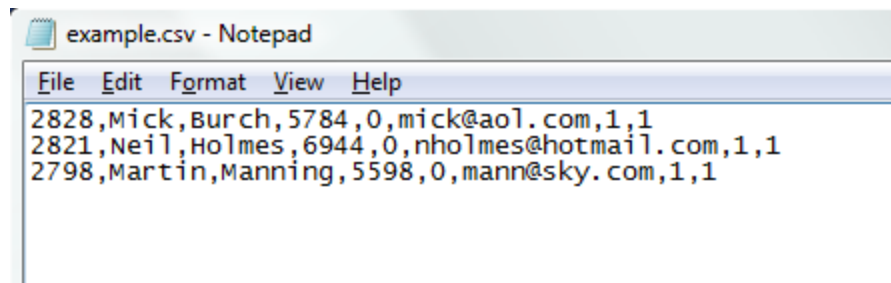 example.csv - Notepad
File Edit Format View Help
2828,Mick,Burch,5784,0,mick@aol.com,1,1
2821,Neil,Holmes,6944,0,nholmes@hotmail.com,1,1
2798,Martin,Manning,5598,0,mann@sky.com,1,1